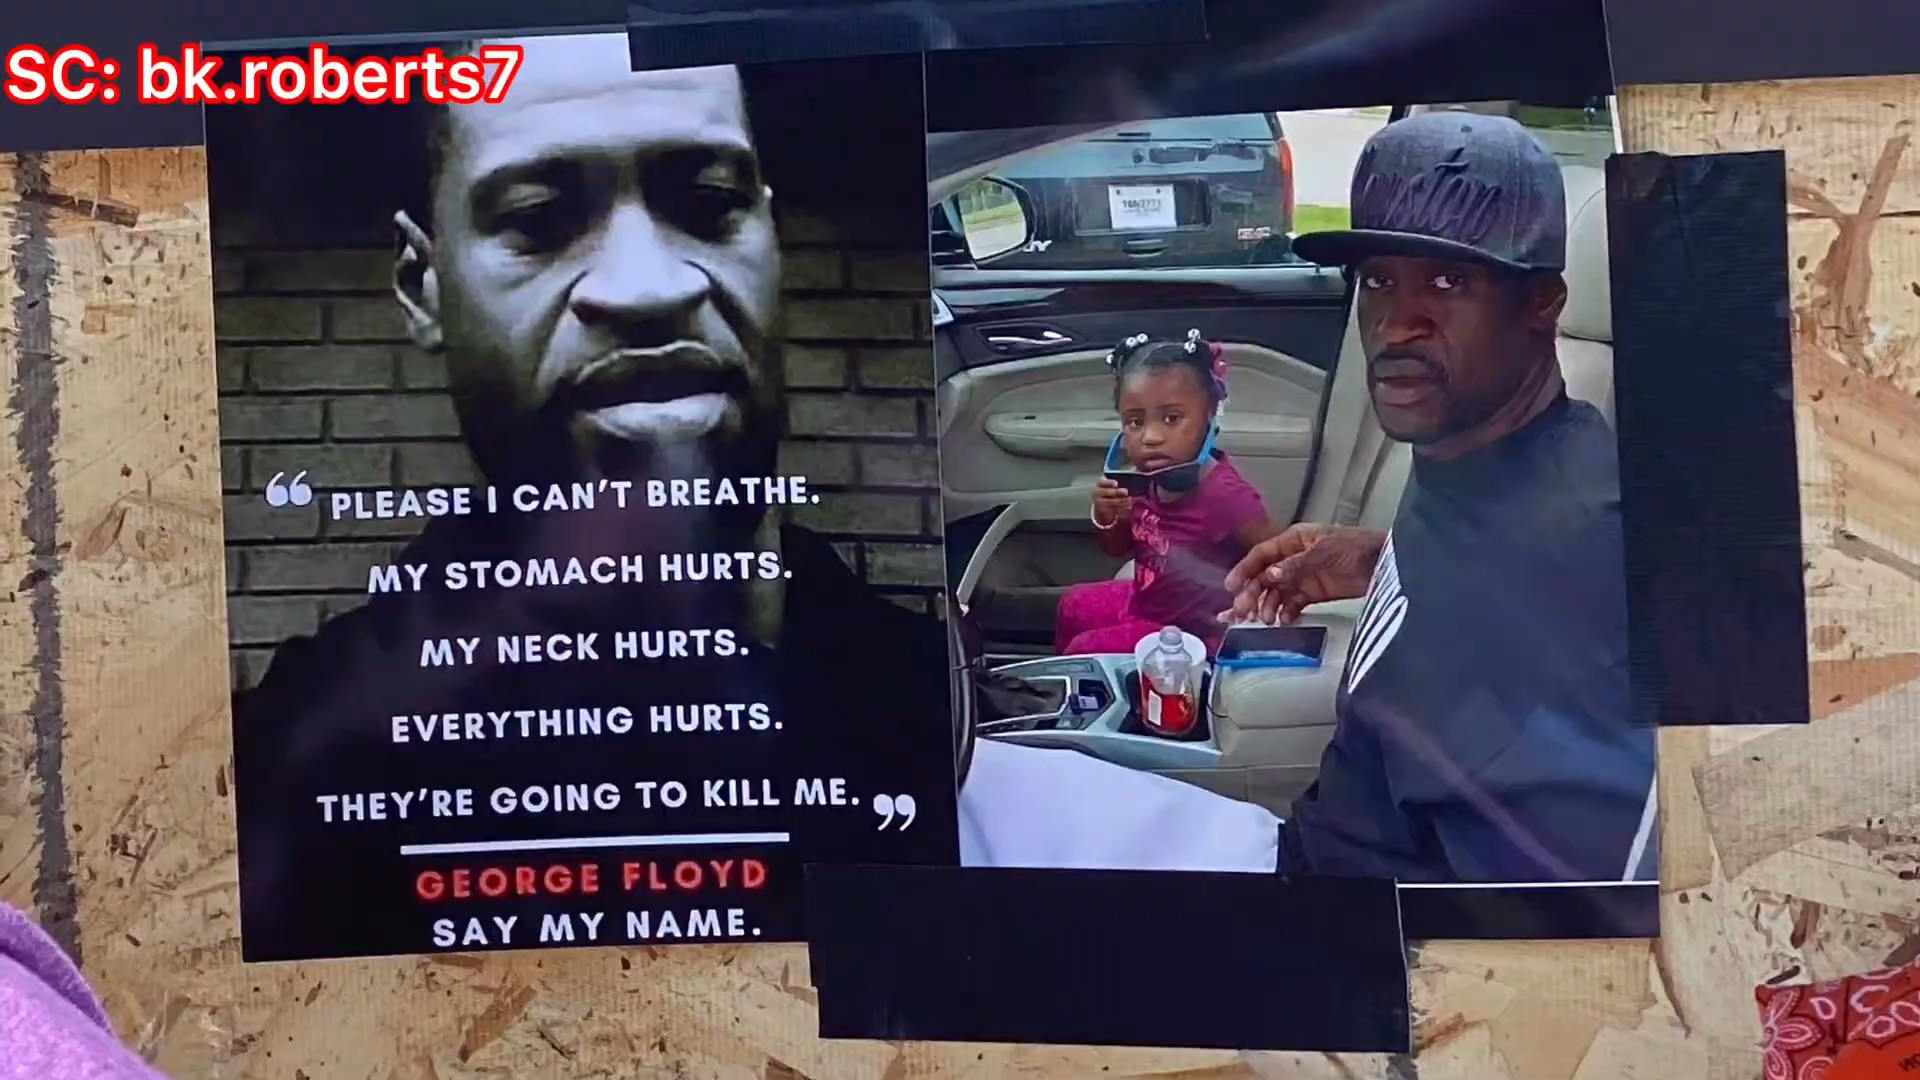 SC: bk.roberts7
“ PLEASE I CAN’T BREATHE.
MY STOMACH HURTS.
MY NECK HURTS.
EVERYTHING HURTS.
THEY’RE GOING TO KILL ME. ”
GEORGE FLOYD
SAY MY NAME.
GMC